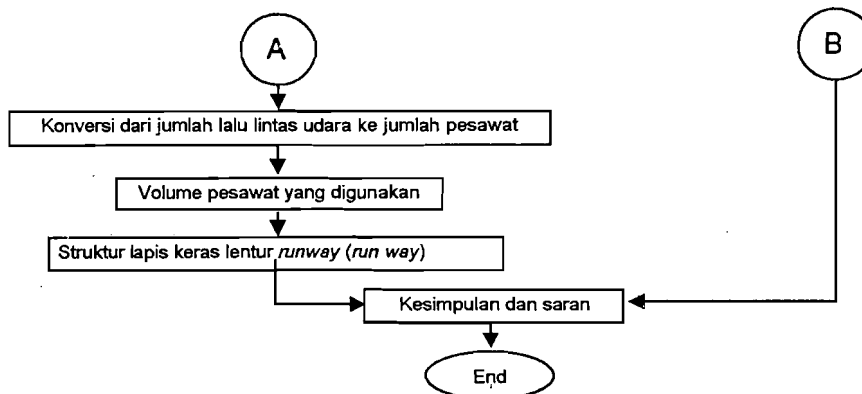 A
B
Konversi dari jumlah lalu lintas udara ke jumlah pesawat
Volume pesawat yang digunakan
Struktur lapis keras lentur runway (run way)
Kesimpulan dan saran
End